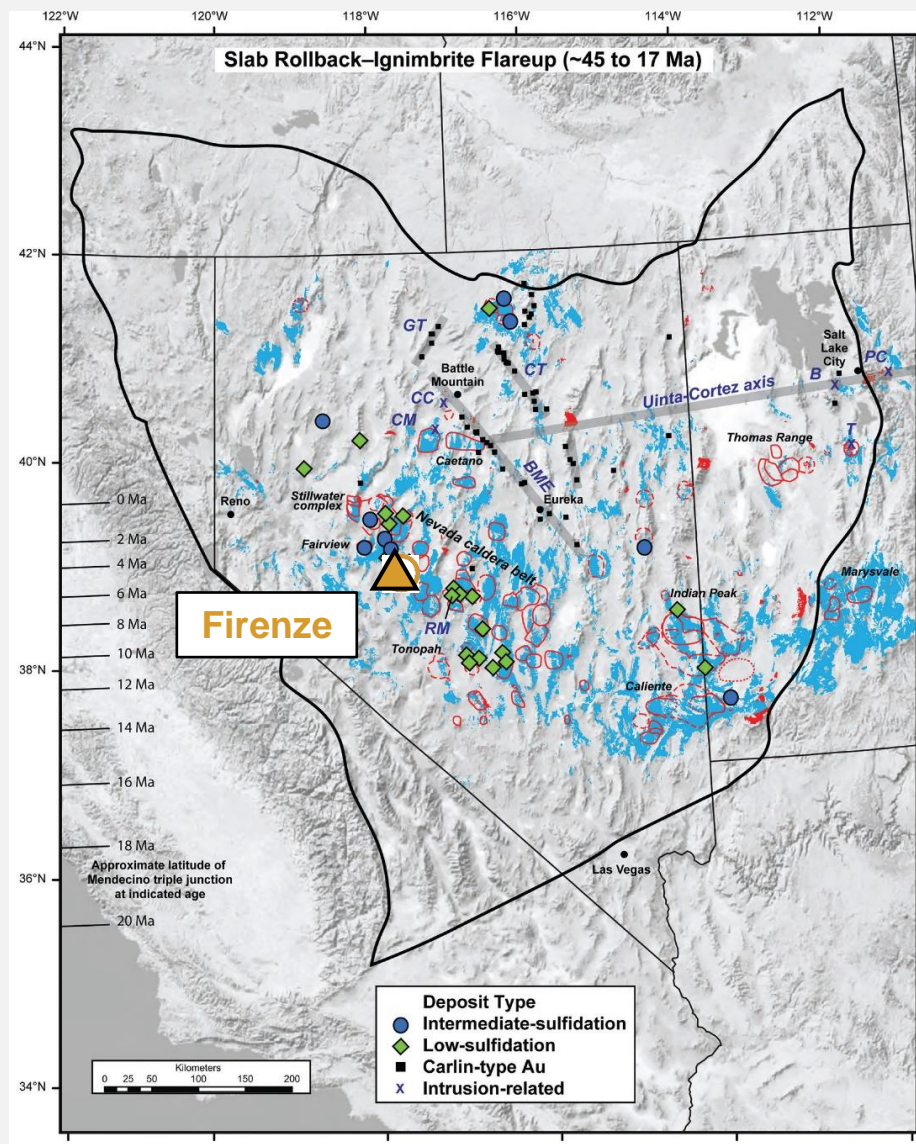 122°W
120°W
118°W
116°W
114°W
112°W
44°N
Slab Rollback–Ignimbrite Flareup (~45 to 17 Ma)
42°N
GT
Battle
Mountain
CT
Salt
Lake
City
PC
B
CC
Uinta-Cortez axis
CM
T
Thomas Range
40°N
Caetano
BME
0 Ma
Reno
Stillwater
complex
Eureka
Nevada caldera belt
2 Ma
Fairview
4 Ma
Marysvale
6 Ma
Indian Peak
Firenze
8 Ma
RM
Tonopah
10 Ma
38°N
12 Ma
Caliente
14 Ma
16 Ma
18 Ma
Las Vegas
Approximate latitude of
Mendecino triple junction
at indicated age
36°N
20 Ma
Deposit Type
Intermediate-sulfidation
Low-sulfidation
Carlin-type Au
x Intrusion-related
Kilometers
0 25 50 100 150 200
34°N